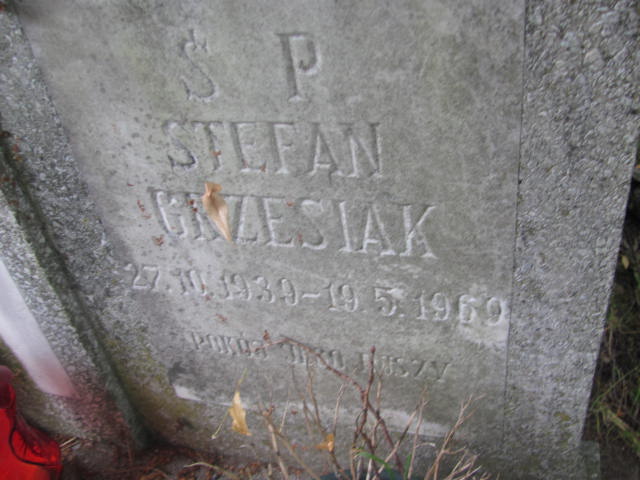 Ś P.
STEFAN
GRZESIAK
27.10.1939-19.5.1969
POKÓJ JEGO DUSZY